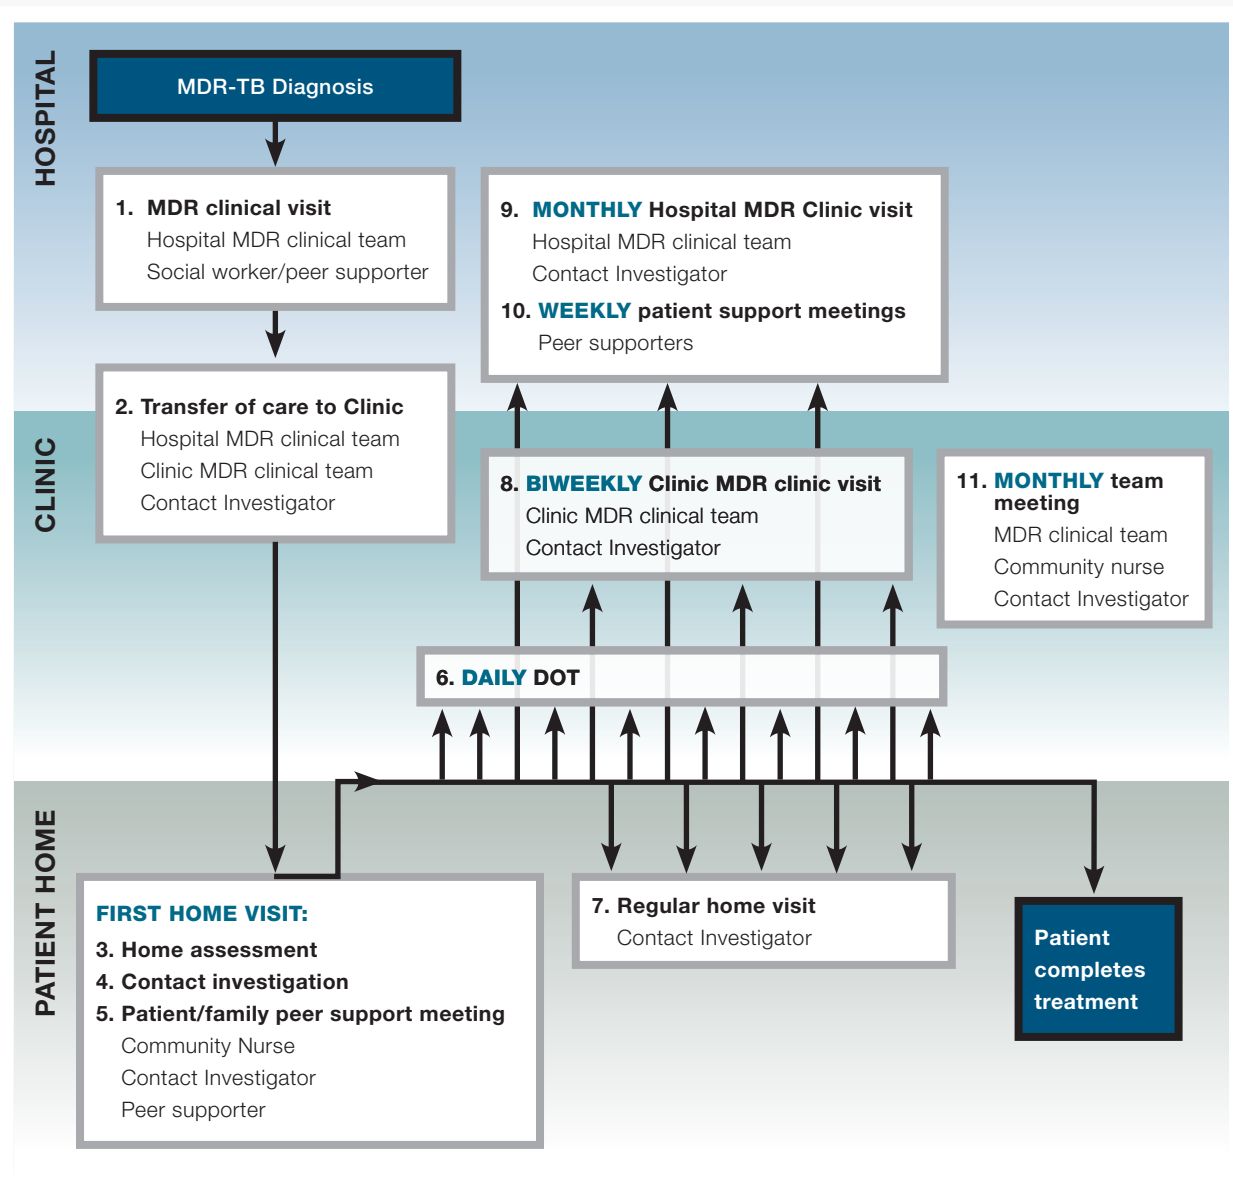 HOSPITAL
MDR-TB Diagnosis
1. MDR clinical visit
Hospital MDR clinical team
Social worker/peer supporter
9. MONTHLY Hospital MDR Clinic visit
Hospital MDR clinical team
Contact Investigator
10. WEEKLY patient support meetings
Peer supporters
CLINIC
2. Transfer of care to Clinic
Hospital MDR clinical team
Clinic MDR clinical team
Contact Investigator
8. BIWEEKLY Clinic MDR clinic visit
Clinic MDR clinical team
Contact Investigator
11. MONTHLY team
meeting
MDR clinical team
Community nurse
Contact Investigator
6. DAILY DOT
PATIENT HOME
FIRST HOME VISIT:
3. Home assessment
4. Contact investigation
5. Patient/family peer support meeting
Community Nurse
Contact Investigator
Peer supporter
7. Regular home visit
Contact Investigator
Patient
completes
treatment